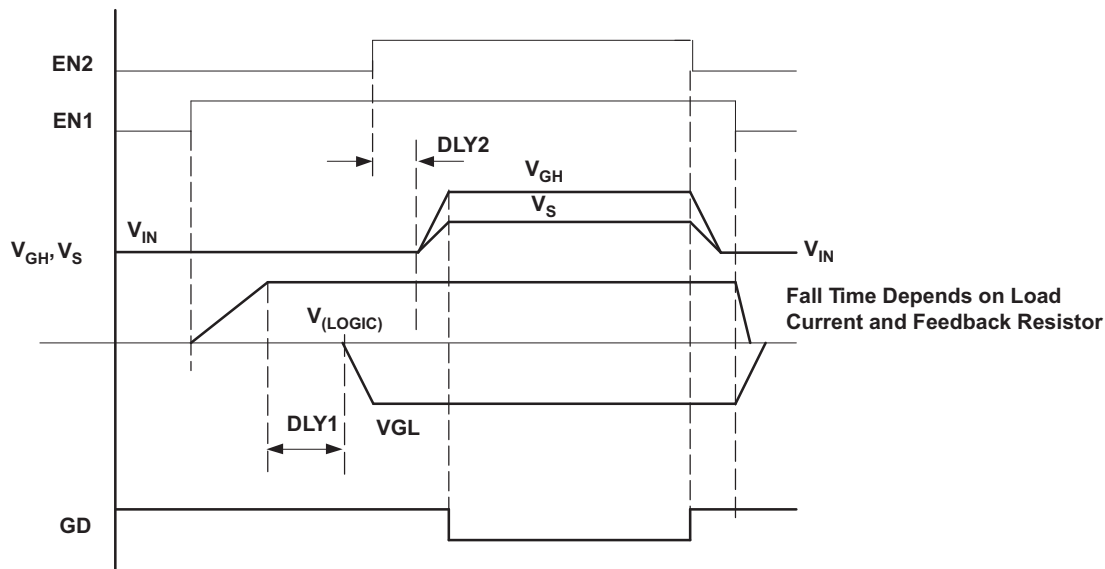 EN2
EN1
DLY2
V_GH
V_S
V_IN
V_GH, V_S
V_IN
Fall Time Depends on Load
Current and Feedback Resistor
V_(LOGIC)
DLY1
VGL
GD